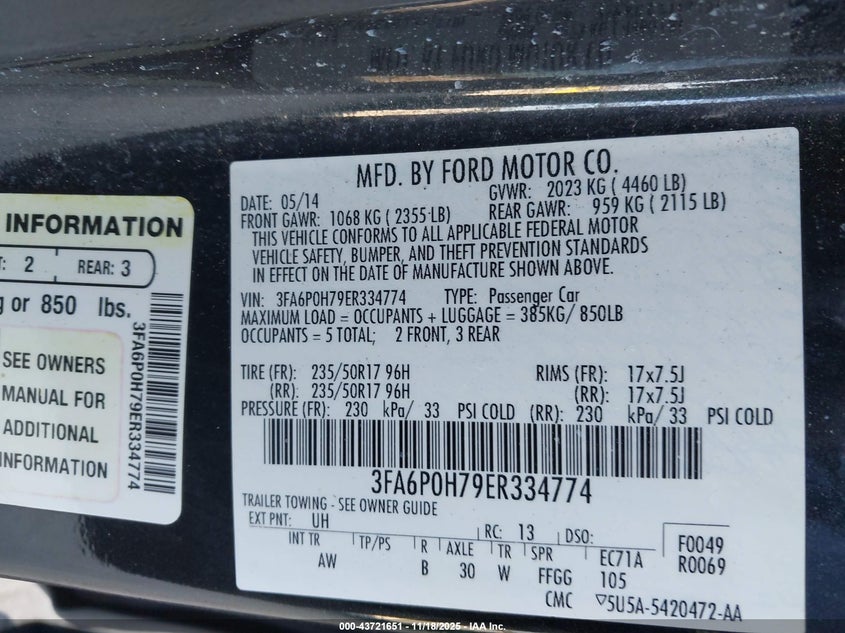 MFD. BY FORD MOTOR CO.
DATE: 05/14
GVWR: 2023 KG ( 4460 LB)
FRONT GAWR: 1068 KG ( 2355 LB)
REAR GAWR: 959 KG ( 2115 LB)
THIS VEHICLE CONFORMS TO ALL APPLICABLE FEDERAL MOTOR
VEHICLE SAFETY, BUMPER, AND THEFT PREVENTION STANDARDS
IN EFFECT ON THE DATE OF MANUFACTURE SHOWN ABOVE.
VIN: 3FA6P0H79ER334774 TYPE: Passenger Car
MAXIMUM LOAD = OCCUPANTS + LUGGAGE = 385KG/ 850LB
OCCUPANTS = 5 TOTAL; 2 FRONT, 3 REAR
TIRE (FR): 235/50R17 96H RIMS (FR): 17x7.5J
(RR): 235/50R17 96H (RR): 17x7.5J
PRESSURE (FR): 230 kPa/ 33 PSI COLD (RR): 230 kPa/ 33 PSI COLD
3FA6P0H79ER334774
TRAILER TOWING - SEE OWNER GUIDE
EXT PNT: UH RC: 13 DSO: F0049
INT TR TP/PS R AXLE TR SPR EC71A R0069
AW B 30 W FFGG 105
CMC ▽5U5A-5420472-AA
INFORMATION
: 2 REAR: 3
g or 850 lbs.
SEE OWNERS
MANUAL FOR
ADDITIONAL
INFORMATION
3FA6P0H79ER334774
000-43721651 - 11/18/2025 - IAA Inc.